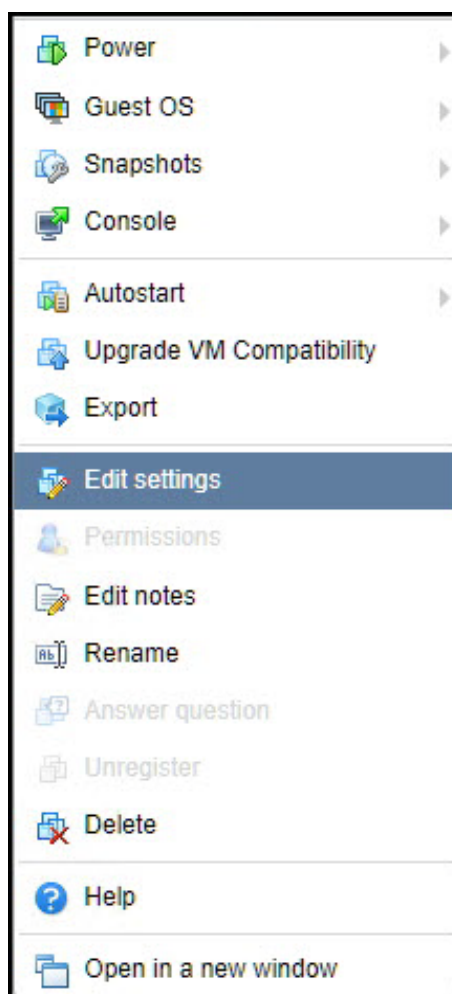 Power
Guest OS
Snapshots
Console
Autostart
Upgrade VM Compatibility
Export
Edit settings
Permissions
Edit notes
Rename
Answer question
Unregister
Delete
Help
Open in a new window